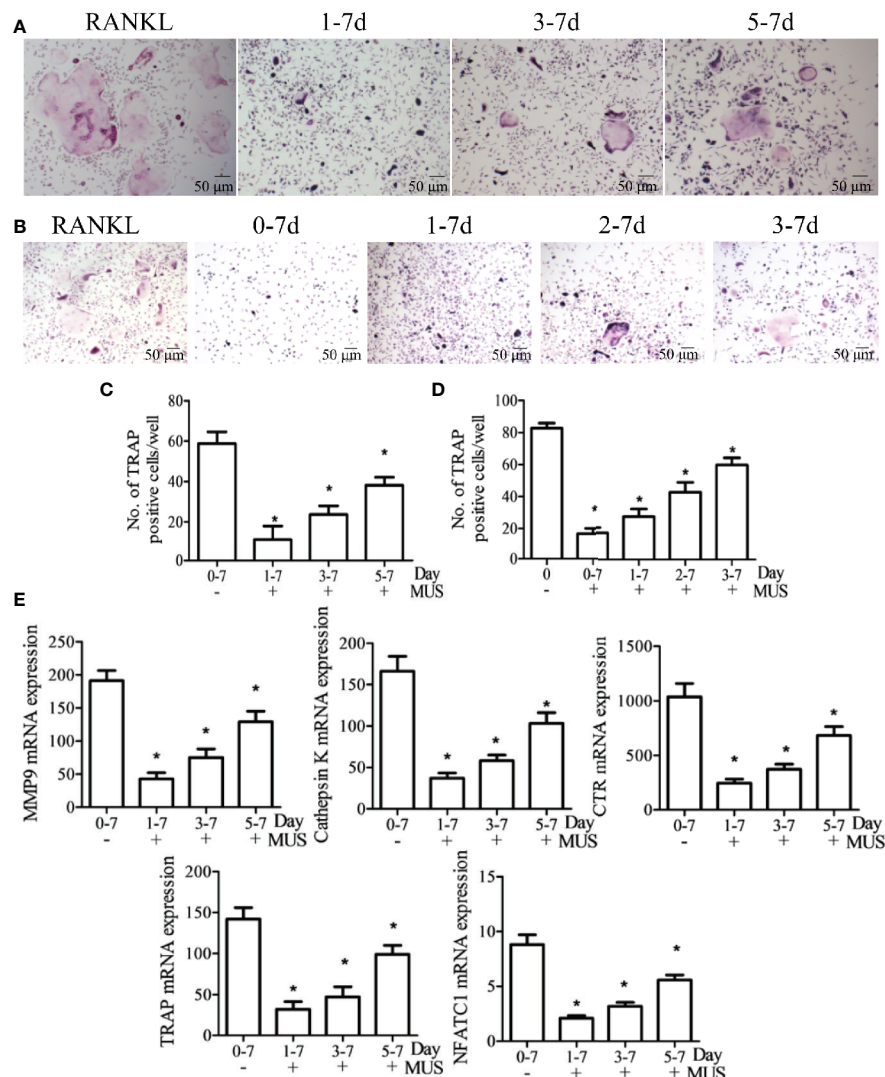 A
RANKL 1-7d 3-7d 5-7d
50 µm 50 µm 50 µm 50 µm
B
RANKL 0-7d 1-7d 2-7d 3-7d
50 µm 50 µm 50 µm 50 µm 50 µm
C
No. of TRAP
positive cells/well
80
60
40
20
0
* * *
0-7 1-7 3-7 5-7 Day
- + + + MUS
D
No. of TRAP
positive cells/well
100
80
60
40
20
0
* * * *
0 0-7 1-7 2-7 3-7 Day
- + + + + MUS
E
MMP9 mRNA expression
250
200
150
100
50
0
* * *
0-7 1-7 3-7 5-7 Day
- + + + MUS
Cathepsin K mRNA expression
200
150
100
50
0
* * *
0-7 1-7 3-7 5-7 Day
- + + + MUS
CTR mRNA expression
1500
1000
500
0
* * *
0-7 1-7 3-7 5-7 Day
- + + + MUS
TRAP mRNA expression
200
150
100
50
0
* * *
0-7 1-7 3-7 5-7 Day
- + + + MUS
NFATC1 mRNA expression
15
10
5
0
* * *
0-7 1-7 3-7 5-7 Day
- + + + MUS